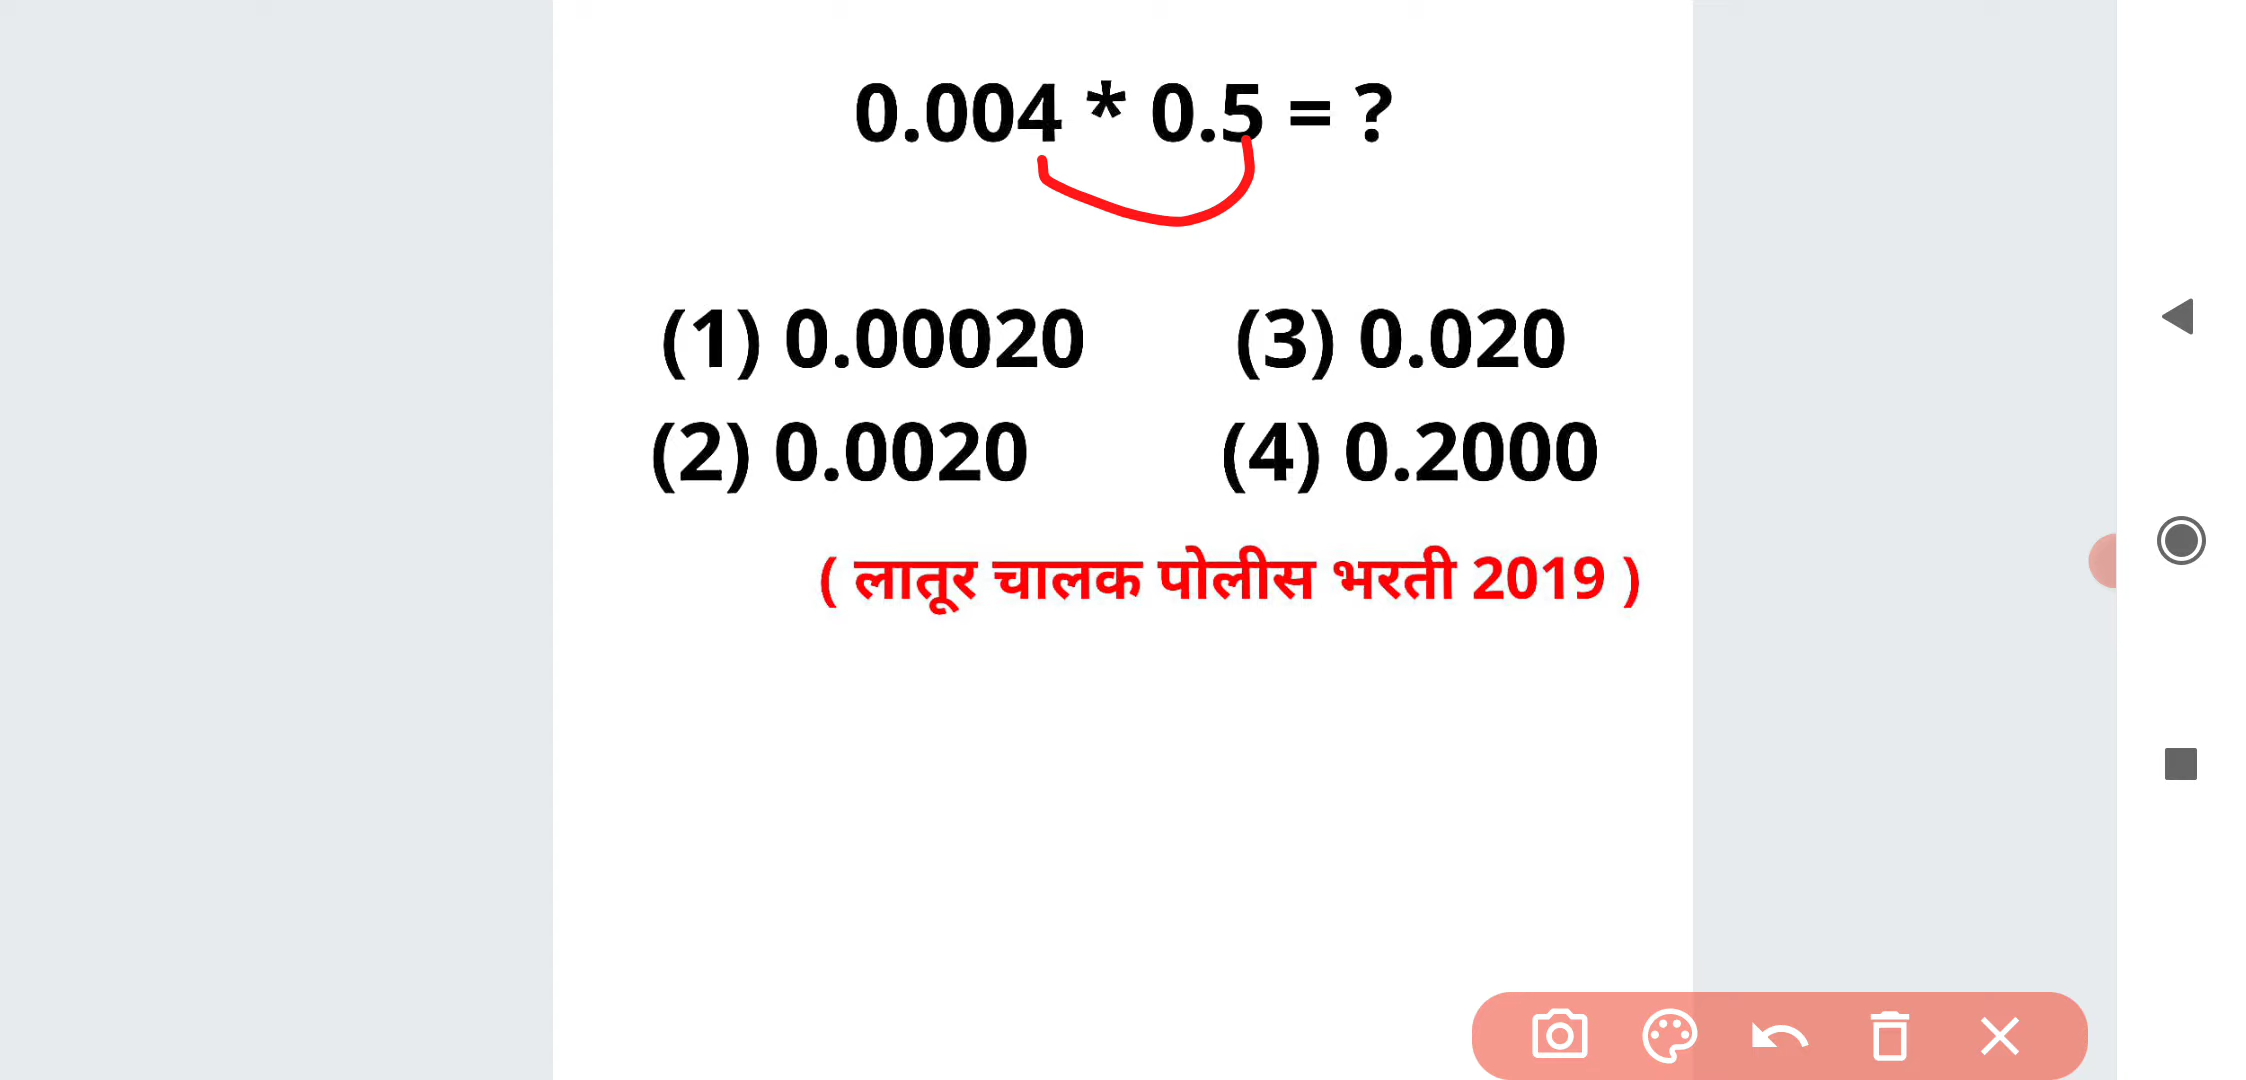 0.004 * 0.5 = ?
(1) 0.00020 (3) 0.020
(2) 0.0020 (4) 0.2000
( लातूर चालक पोलीस भरती 2019 )